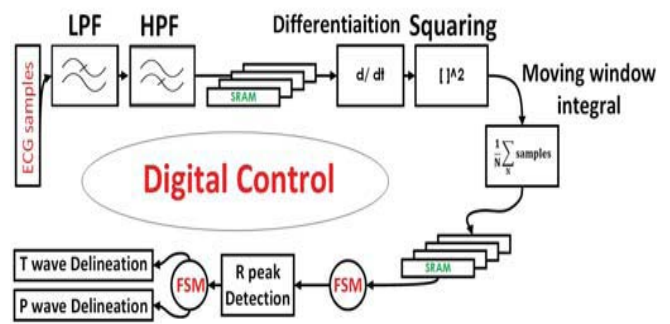 LPF
HPF
Differentiaition
Squaring
ECG samples
SRAM
d/ dt
[ ]^2
Moving window
integral
1/N ∑ N samples
Digital Control
SRAM
FSM
R peak
Detection
FSM
T wave Delineation
P wave Delineation